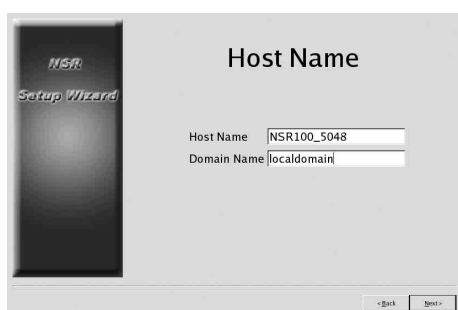 NSR
Setup Wizard
Host Name
Host Name NSR100_5048
Domain Name localdomain
<Back Next>